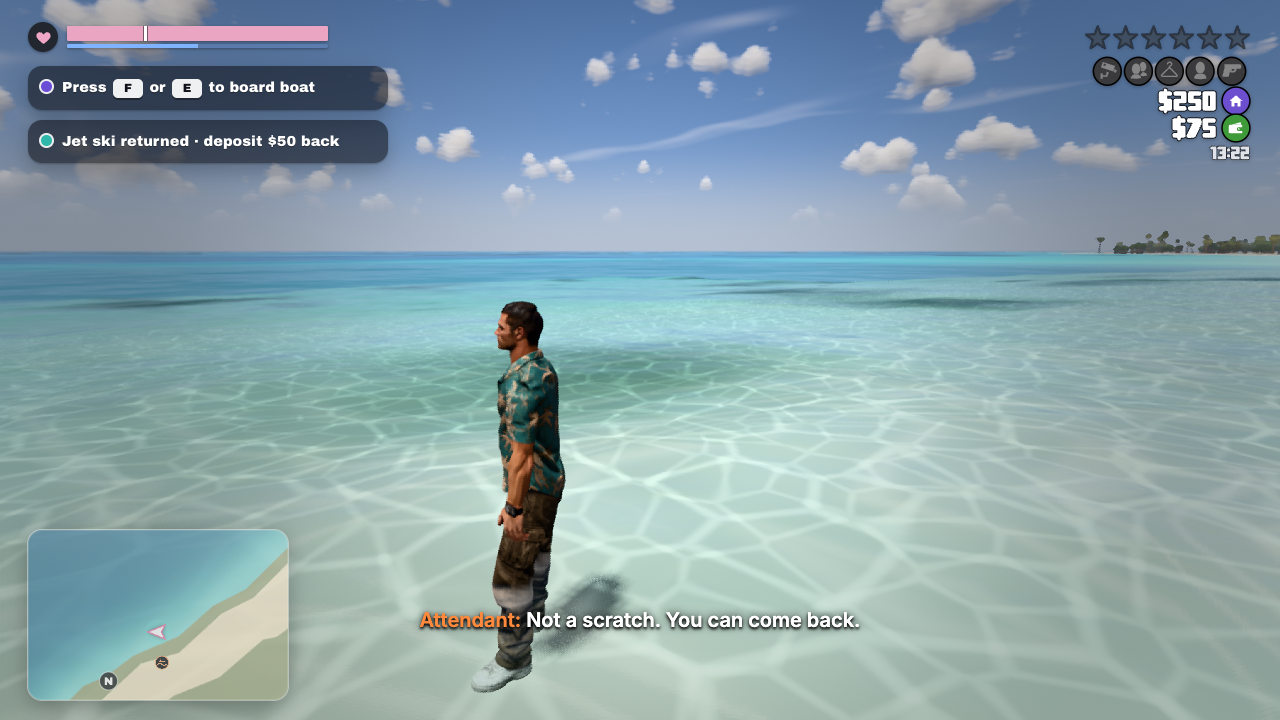 Press F or E to board boat
Jet ski returned · deposit $50 back
$250
$75
13:22
Attendant: Not a scratch. You can come back.
N